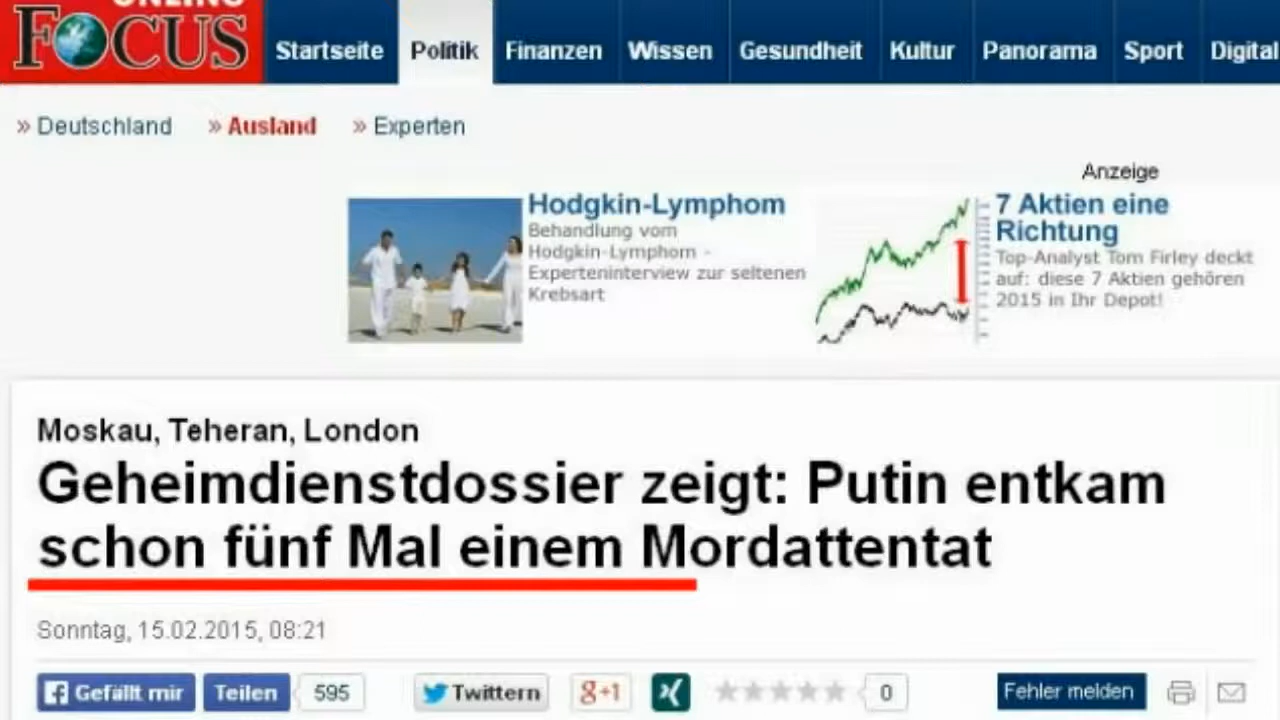 ONLINE
FOCUS
Startseite Politik Finanzen Wissen Gesundheit Kultur Panorama Sport Digital
» Deutschland » Ausland » Experten
Anzeige
Hodgkin-Lymphom
Behandlung vom
Hodgkin-Lymphom -
Experteninterview zur seltenen
Krebsart
7 Aktien eine
Richtung
Top-Analyst Tom Firley deckt
auf: diese 7 Aktien gehören
2015 in Ihr Depot!
Moskau, Teheran, London
Geheimdienstdossier zeigt: Putin entkam
schon fünf Mal einem Mordattentat
Sonntag, 15.02.2015, 08:21
Gefällt mir Teilen 595 Twittern g+1 0 Fehler melden